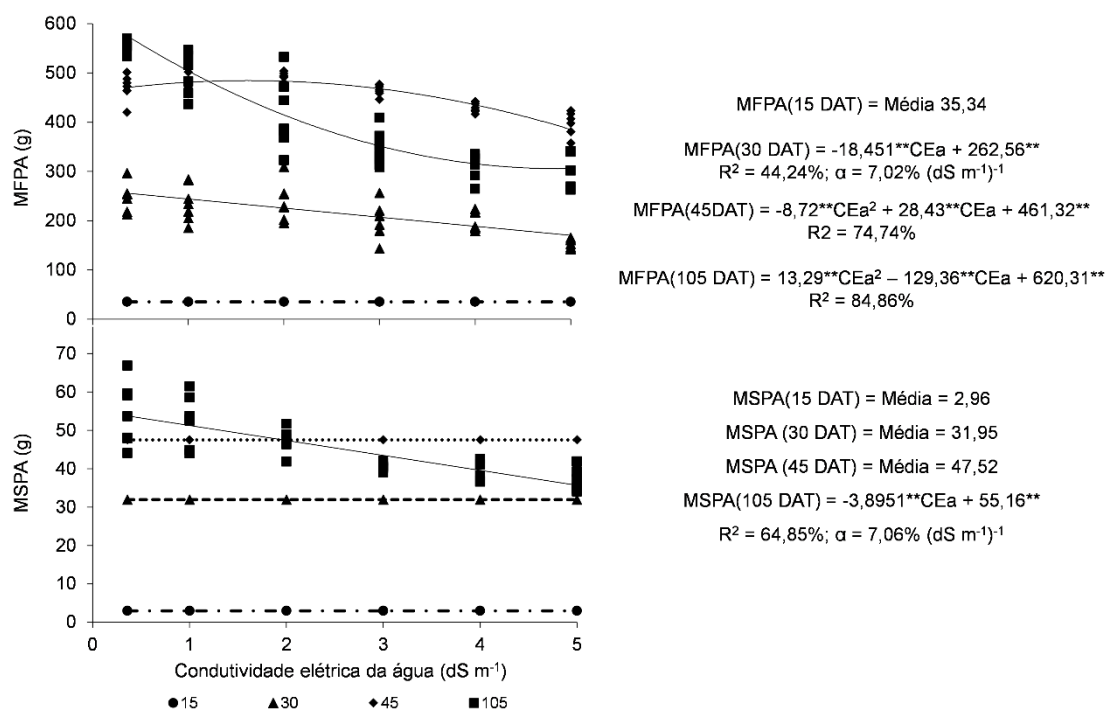 600
500
400
300
200
100
0
MFPA (g)
MFPA(15 DAT) = Média 35,34
MFPA(30 DAT) = -18,451**CEa + 262,56**
R² = 44,24%; α = 7,02% (dS m⁻¹)⁻¹
MFPA(45DAT) = -8,72**CEa² + 28,43**CEa + 461,32**
R2 = 74,74%
MFPA(105 DAT) = 13,29**CEa² – 129,36**CEa + 620,31**
R² = 84,86%
70
60
50
40
30
20
10
0
MSPA (g)
MSPA(15 DAT) = Média = 2,96
MSPA (30 DAT) = Média = 31,95
MSPA (45 DAT) = Média = 47,52
MSPA(105 DAT) = -3,8951**CEa + 55,16**
R² = 64,85%; α = 7,06% (dS m⁻¹)⁻¹
0 1 2 3 4 5
Condutividade elétrica da água (dS m⁻¹)
15 30 45 105